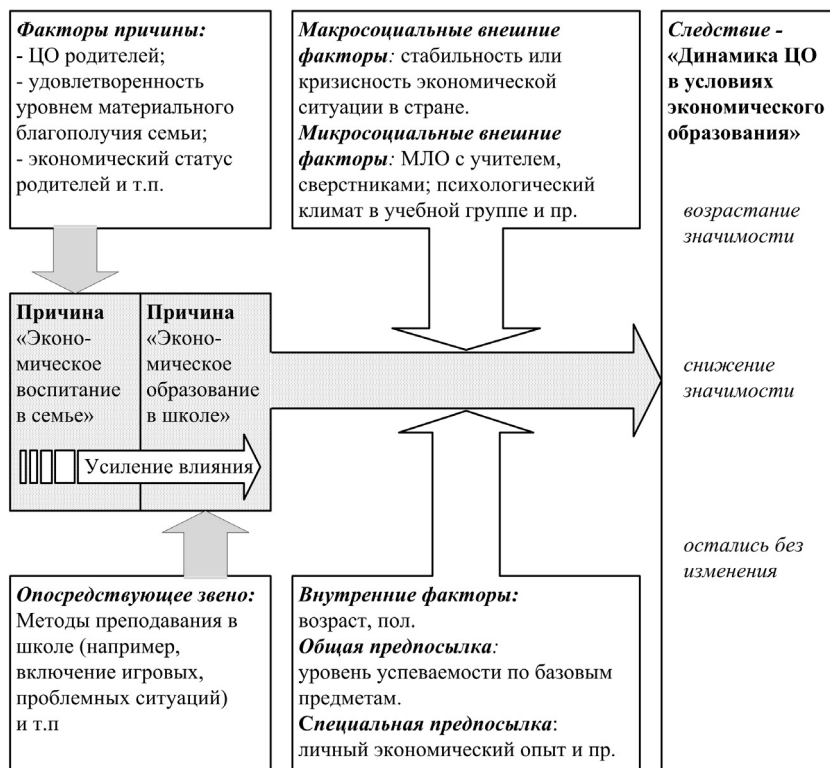 Факторы причины:
- ЦО родителей;
- удовлетворенность
уровнем материального
благополучия семьи;
- экономический статус
родителей и т.п.
Макросоциальные внешние
факторы: стабильность или
кризисность экономической
ситуации в стране.
Микросоциальные внешние
факторы: МЛО с учителем,
сверстниками; психологический
климат в учебной группе и пр.
Следствие -
«Динамика ЦО
в условиях
экономического
образования»
возрастание
значимости
снижение
значимости
остались без
изменения
Причина
«Эконо-
мическое
воспитание
в семье»
Причина
«Эконо-
мическое
образование
в школе»
Усиление влияния
Опосредствующее звено:
Методы преподавания в
школе (например,
включение игровых,
проблемных ситуаций)
и т.п
Внутренние факторы:
возраст, пол.
Общая предпосылка:
уровень успеваемости по базовым
предметам.
Специальная предпосылка:
личный экономический опыт и пр.